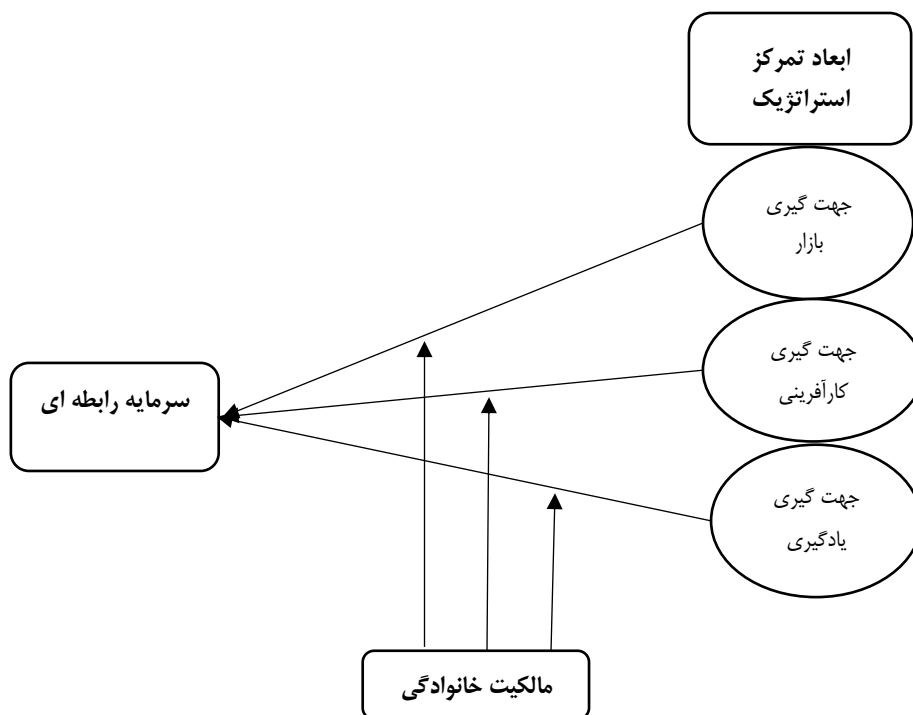 ابعاد تمرکز
استراتژیک
جهت گیری
بازار
جهت گیری
کارآفرینی
سرمایه رابطه ای
جهت گیری
یادگیری
مالکیت خانوادگی